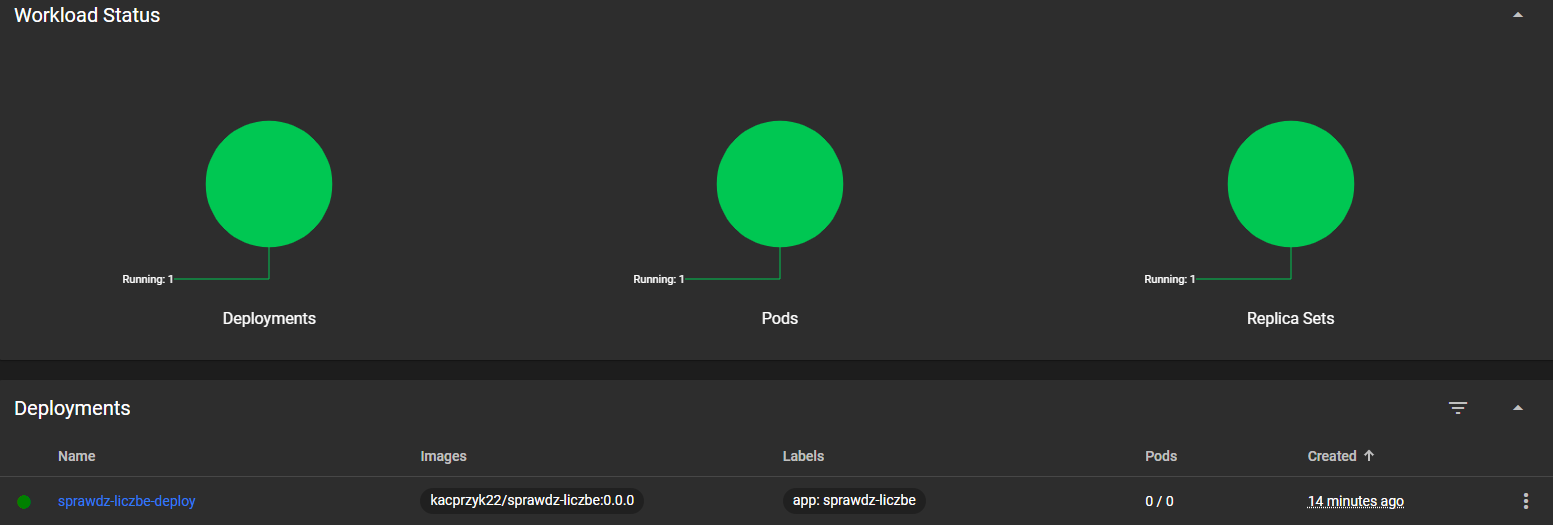 Workload Status
Running: 1
Running: 1
Running: 1
Deployments
Pods
Replica Sets
Deployments
Name Images Labels Pods Created
sprawdz-liczbe-deploy kacprzyk22/sprawdz-liczbe:0.0.0 app: sprawdz-liczbe 0 / 0 14 minutes ago